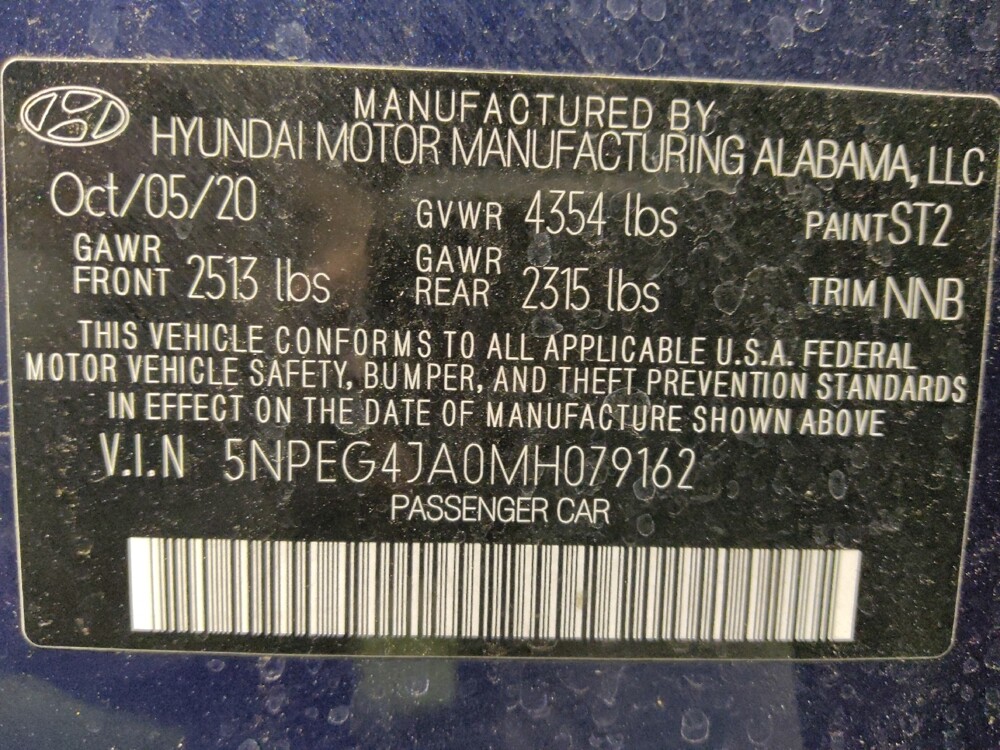 MANUFACTURED BY
HYUNDAI MOTOR MANUFACTURING ALABAMA, LLC
Oct/05/20 GVWR 4354 lbs PAINT ST2
GAWR FRONT 2513 lbs GAWR REAR 2315 lbs TRIM NNB
THIS VEHICLE CONFORMS TO ALL APPLICABLE U.S.A. FEDERAL
MOTOR VEHICLE SAFETY, BUMPER, AND THEFT PREVENTION STANDARDS
IN EFFECT ON THE DATE OF MANUFACTURE SHOWN ABOVE
V.I.N 5NPEG4JA0MH079162
PASSENGER CAR